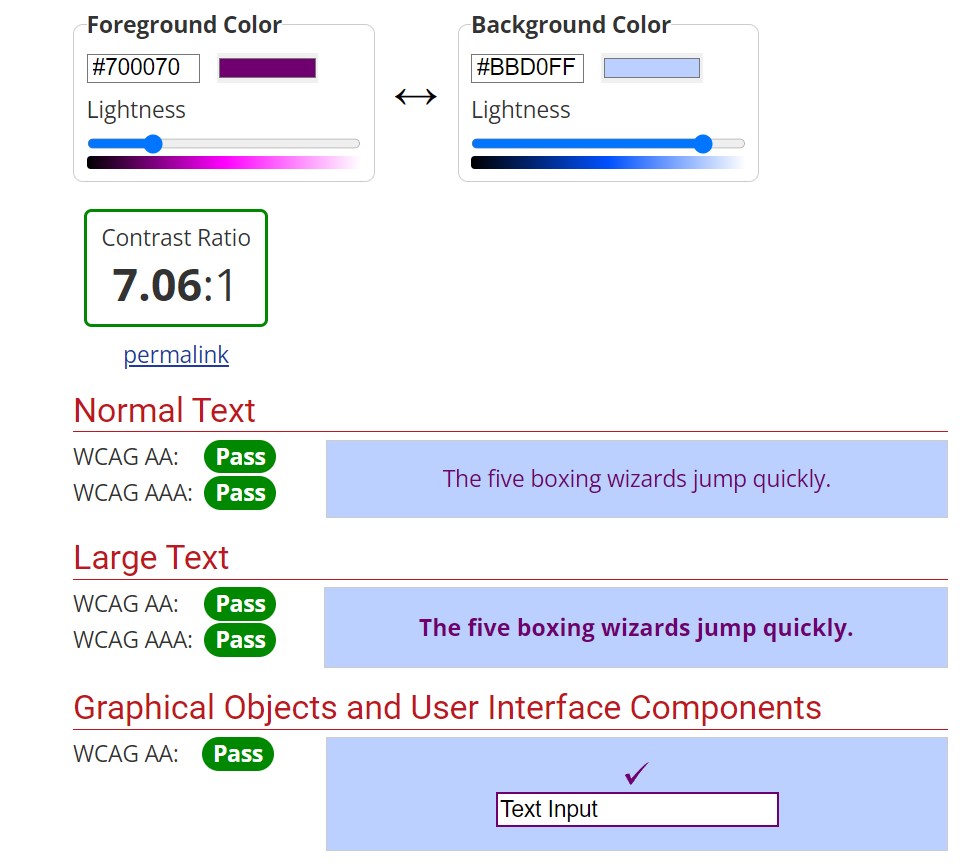 Foreground Color
#700070
Lightness
Background Color
#BBD0FF
Lightness
Contrast Ratio
7.06:1
permalink
Normal Text
WCAG AA: Pass
WCAG AAA: Pass
The five boxing wizards jump quickly.
Large Text
WCAG AA: Pass
WCAG AAA: Pass
The five boxing wizards jump quickly.
Graphical Objects and User Interface Components
WCAG AA: Pass
Text Input